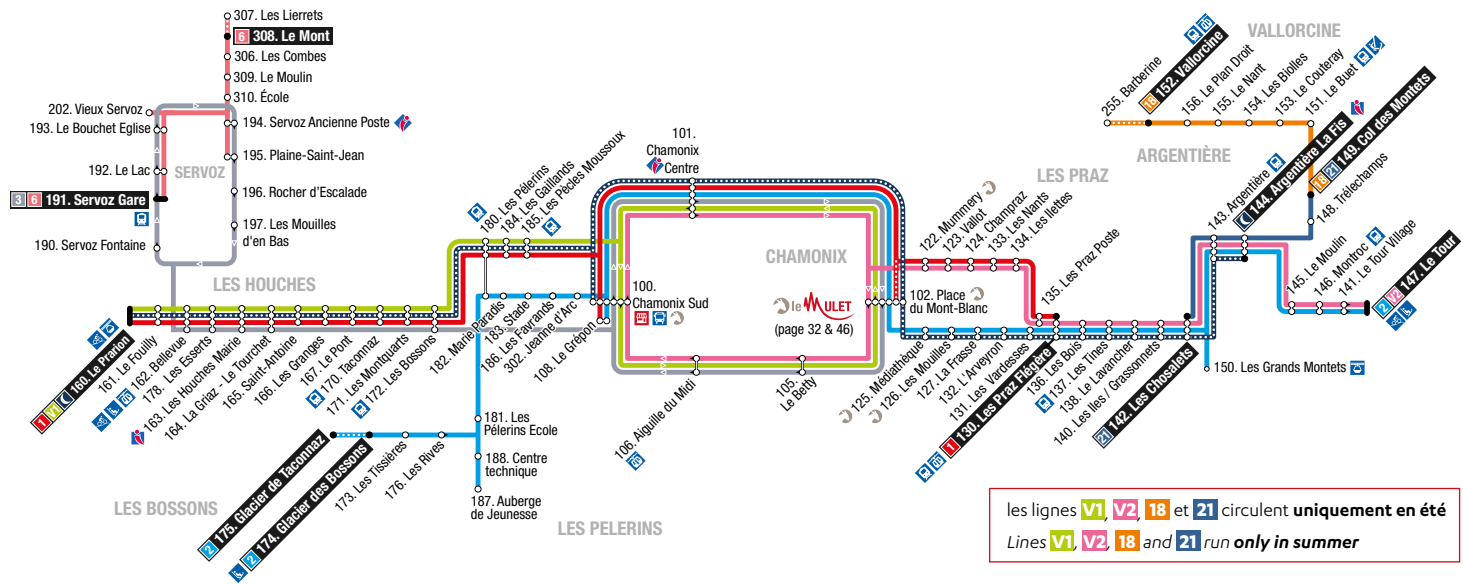 307. Les Lierrets
6 308. Le Mont
306. Les Combes
309. Le Moulin
310. École
202. Vieux Servoz
194. Servoz Ancienne Poste
193. Le Bouchet Eglise
195. Plaine-Saint-Jean
192. Le Lac
SERVOZ
196. Rocher d'Escalade
3 6 191. Servoz Gare
197. Les Mouilles
d'en Bas
190. Servoz Fontaine
LES HOUCHES
1 V1 160. Le Prarion
161. Le Fouilly
162. Bellevue
178. Les Esserts
163. Les Houches Mairie
164. La Griaz - Le Tourchet
165. Saint-Antoine
166. Les Granges
167. Le Pont
170. Taconnaz
171. Les Montquarts
172. Les Bossons
182. Marie Paradis
183. Stade
186. Les Favrands
302. Jeanne d'Arc
108. Le Grépon
180. Les Pélerins
184. Les Gaillands
185. Les Pècles Moussoux
181. Les
Pélerins Ecole
188. Centre
technique
187. Auberge
de Jeunesse
2 175. Glacier de Taconnaz
2 174. Glacier des Bossons
173. Tissières
176. Les Rives
LES BOSSONS
LES PELERINS
101.
Chamonix
Centre
100.
Chamonix Sud
CHAMONIX
le MULET
(page 32 & 46)
106. Aiguille du Midi
105.
Le Betty
102. Place
du Mont-Blanc
LES PRAZ
122. Mummery
123. Vallot
124. Champraz
133. Les Nants
134. Les Ilettes
135. Les Praz Poste
125. Médiathèque
126. Les Mouilles
127. La Frasse
132. L'Arveyron
131. Les Vardesses
1 130. Les Praz Flégère
136. Les Bois
137. Les Tines
138. Le Lavancher
140. Les Iles / Grassonnets
21 142. Les Chosalets
150. Les Grands Montets
ARGENTIÈRE
143. Argentière
144. Argentière La Fis
18 21 149. Col des Montets
148. Tréléchamps
145. Le Moulin
146. Montroc
141. Le Tour Village
2 V2 147. Le Tour
VALLORCINE
255. Barberine
18 152. Vallorcine
156. Le Plan Droit
155. Le Nant
154. Les Biolles
153. Le Couteray
151. Le Buet
les lignes V1, V2, 18 et 21 circulent uniquement en été
Lines V1, V2, 18 and 21 run only in summer